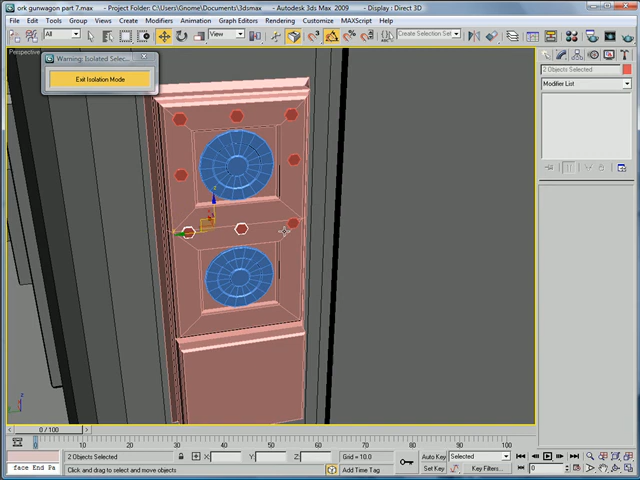 ork gunwagon part 7.max - Project Folder: C:\Users\Gnome\Documents\3dsmax - Autodesk 3ds Max 2009 - Display : Direct 3D
File Edit Tools Group Views Create Modifiers Animation Graph Editors Rendering Customize MAXScript Help
All View Create Selection Set
Perspective
Warning: Isolated Selec...
Exit Isolation Mode
2 Objects Selected
Modifier List
0 / 100
0 10 20 30 40 50 60 70 80 90 100
2 Objects Selected X: Y: Z: Grid = 10.0 Auto Key Selected
face End Pa Click and drag to select and move objects Add Time Tag Set Key Key Filters... 0